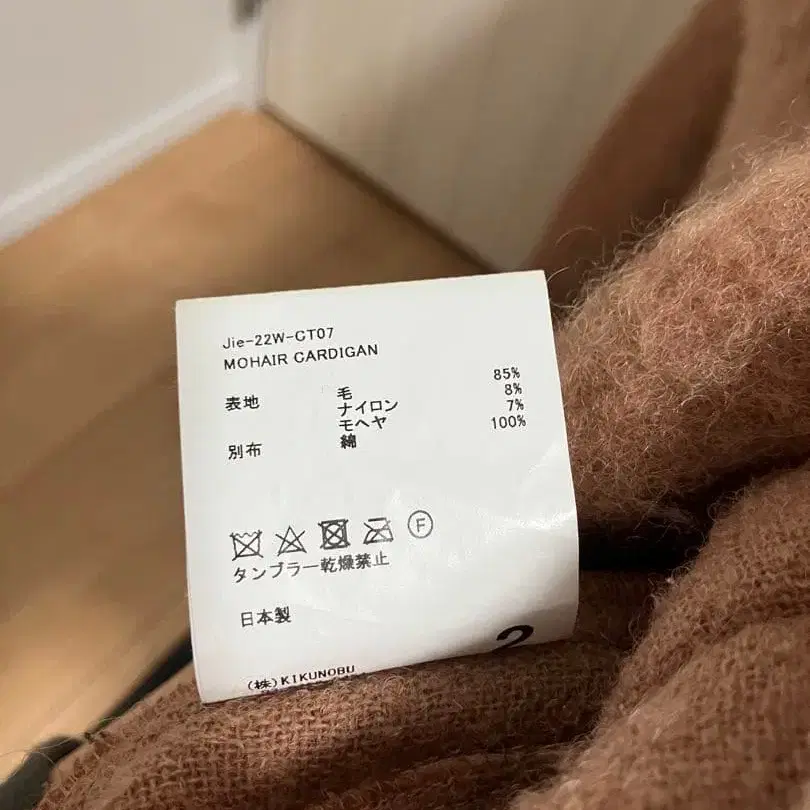 Jie-22W-CT07
MOHAIR CARDIGAN
表地 毛 85%
ナイロン 8%
モヘヤ 7%
別布 綿 100%
F
タンブラー乾燥禁止
日本製
2
(株)KIKUNOBU